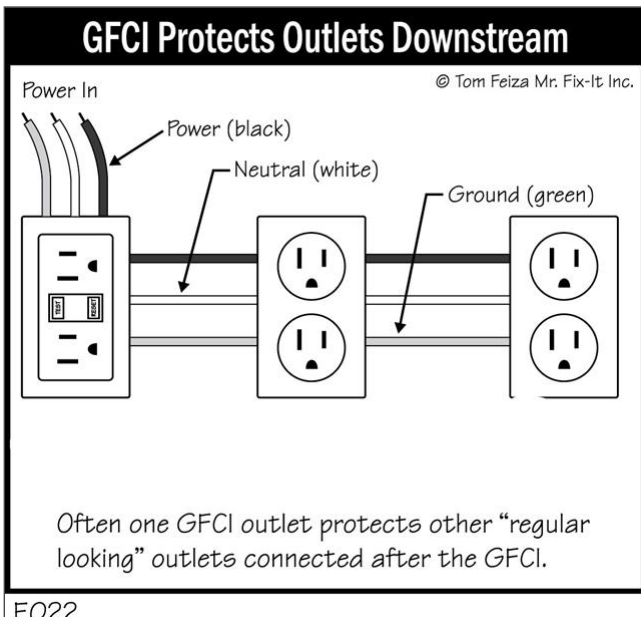 GFCI Protects Outlets Downstream
© Tom Feiza Mr. Fix-It Inc.
Power In
Power (black)
Neutral (white)
Ground (green)
TEST
RESET
Often one GFCI outlet protects other “regular
looking” outlets connected after the GFCI.
E022